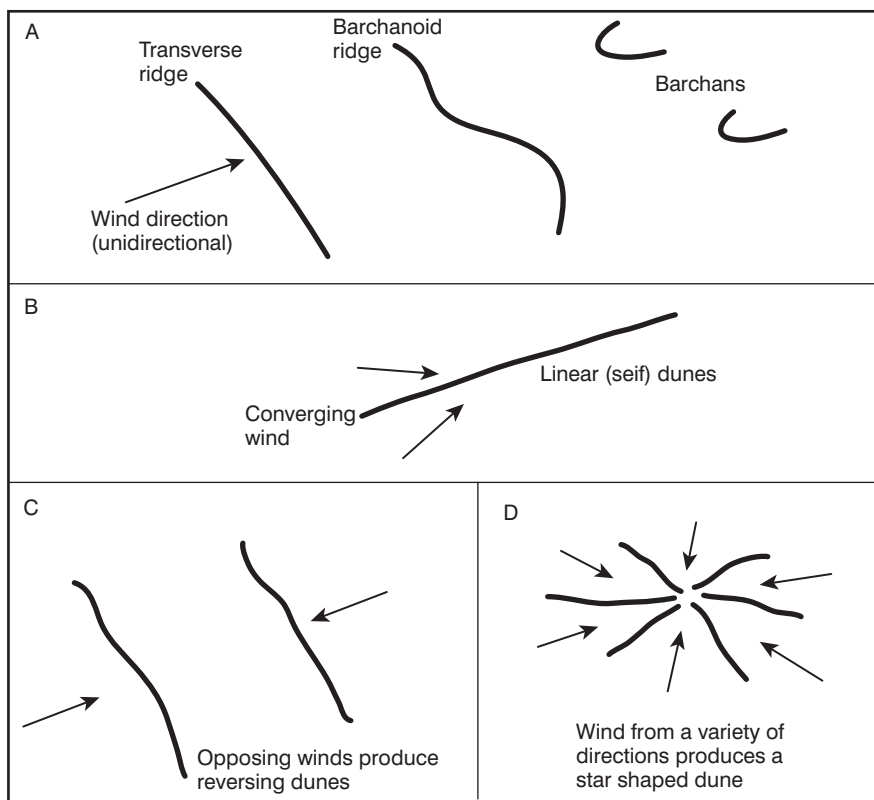 A
Transverse
ridge
Barchanoid
ridge
Barchans
Wind direction
(unidirectional)
B
Linear (seif) dunes
Converging
wind
C
Opposing winds produce
reversing dunes
D
Wind from a variety of
directions produces a
star shaped dune